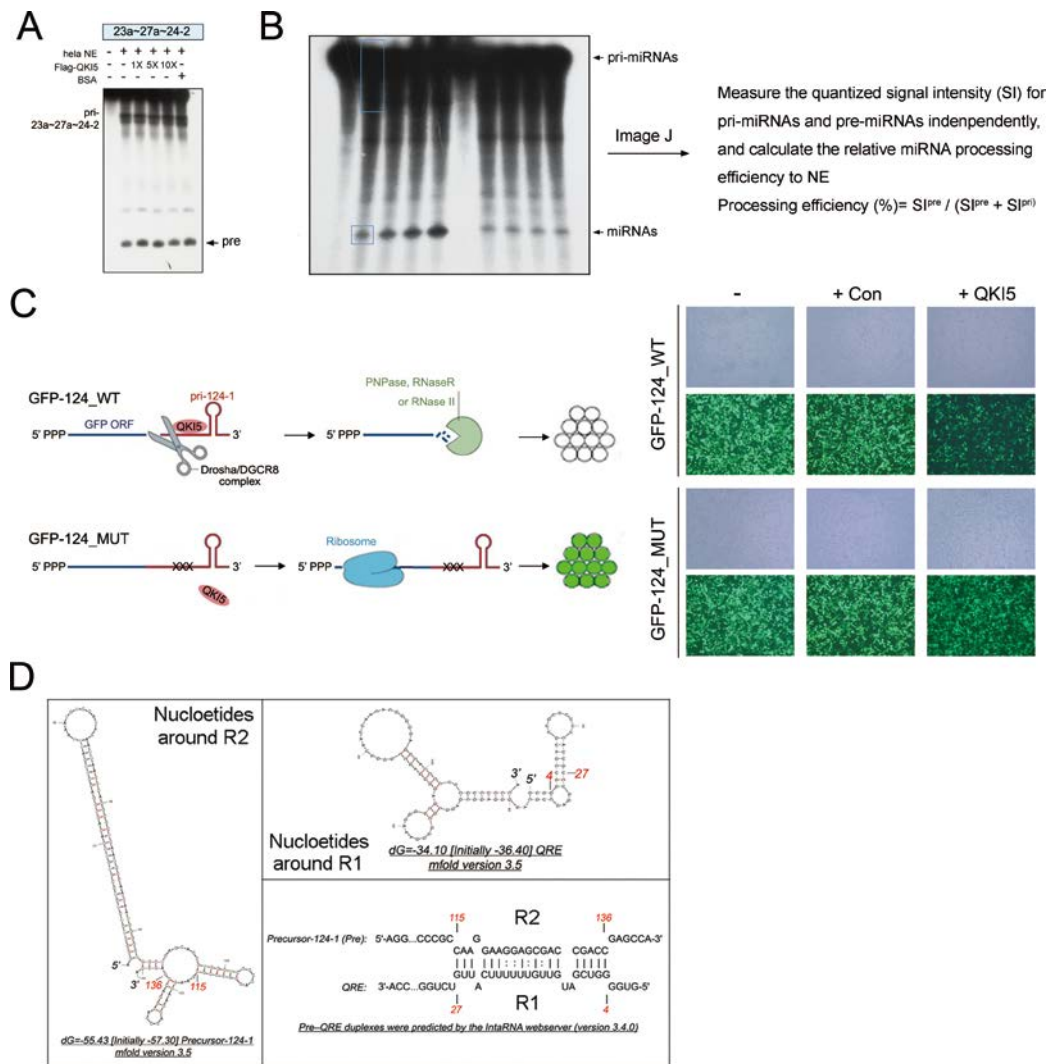 A
23a~27a~24-2
hela NE - + + + + +
Flag-QKI5 - - 1X 5X 10X -
BSA +
pri-
23a~27a~24-2
pre
B
pri-miRNAs
miRNAs
Image J
Measure the quantized signal intensity (SI) for
pri-miRNAs and pre-miRNAs indenpendently,
and calculate the relative miRNA processing
efficiency to NE
Processing efficiency (%)= SIᵖʳᵉ / (SIᵖʳᵉ + SIᵖʳⁱ)
C
GFP-124_WT
pri-124-1
GFP ORF
QKI5
5' PPP
3'
Drosha/DGCR8
complex
PNPase, RNaseR
or RNase II
5' PPP
GFP-124_MUT
5' PPP
XXX
3'
QKI5
Ribosome
5' PPP
XXX
3'
- + Con + QKI5
GFP-124_WT
GFP-124_MUT
D
Nucloetides
around R2
5'
3'
136
115
dG=-55.43 [Initially -57.30] Precursor-124-1
mfold version 3.5
3'
5'
4
27
Nucloetides
around R1
dG=-34.10 [Initially -36.40] QRE
mfold version 3.5
115 R2 136
Precursor-124-1 (Pre): 5'-AGG...CCCGC G GAGCCA-3'
CAA GAAGGAGCGAC CGACC
GUU CUUUUUUGUUG GCUGG
QRE: 3'-ACC...GGUCU A UA GGUG-5'
27 R1 4
Pre–QRE duplexes were predicted by the IntaRNA webserver (version 3.4.0)